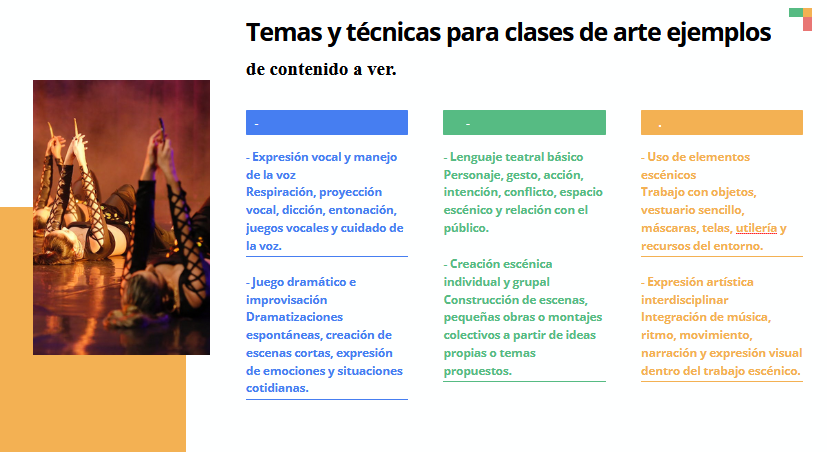 Temas y técnicas para clases de arte ejemplos
de contenido a ver.
-
- Expresión vocal y manejo
de la voz
Respiración, proyección
vocal, dicción, entonación,
juegos vocales y cuidado de
la voz.
- Juego dramático e
improvisación
Dramatizaciones
espontáneas, creación de
escenas cortas, expresión
de emociones y situaciones
cotidianas.
-
- Lenguaje teatral básico
Personaje, gesto, acción,
intención, conflicto, espacio
escénico y relación con el
público.
- Creación escénica
individual y grupal
Construcción de escenas,
pequeñas obras o montajes
colectivos a partir de ideas
propias o temas
propuestos.
.
- Uso de elementos
escénicos
Trabajo con objetos,
vestuario sencillo,
máscaras, telas, utilería y
recursos del entorno.
- Expresión artística
interdisciplinar
Integración de música,
ritmo, movimiento,
narración y expresión visual
dentro del trabajo escénico.